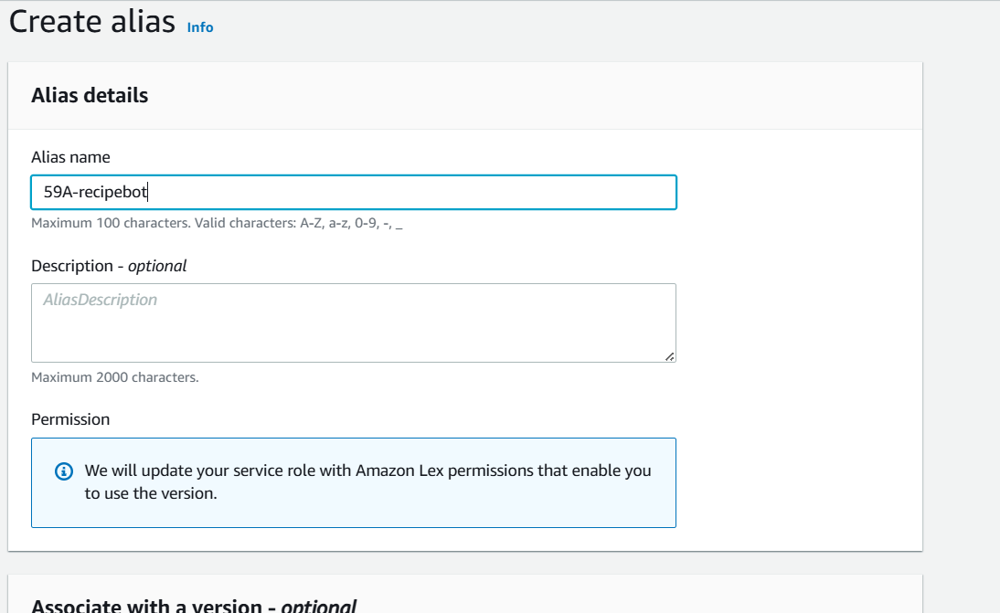 Create alias Info
Alias details
Alias name
59A-recipebot
Maximum 100 characters. Valid characters: A-Z, a-z, 0-9, -, _
Description - optional
AliasDescription
Maximum 2000 characters.
Permission
We will update your service role with Amazon Lex permissions that enable you
to use the version.
Associate with a version - optional